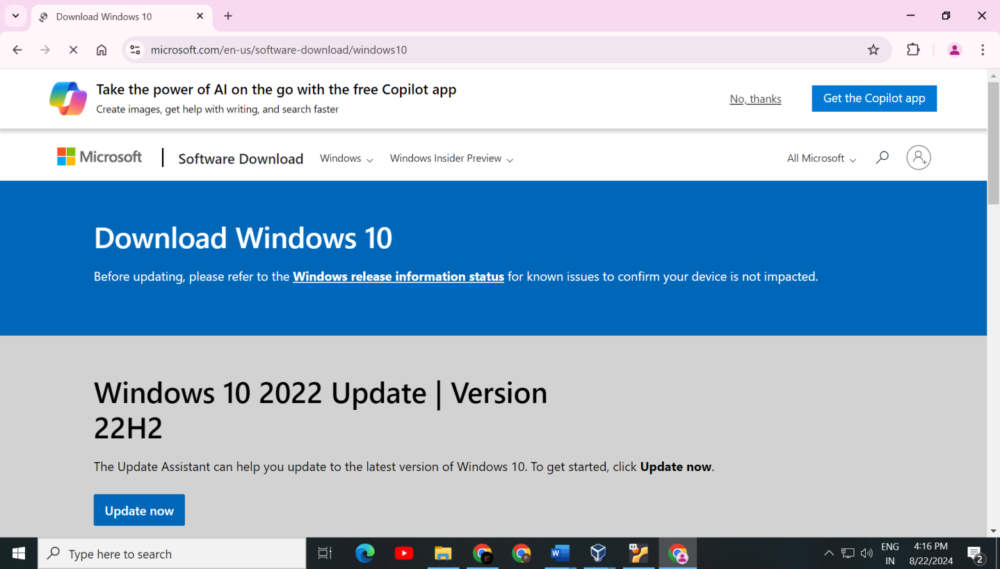 Download Windows 10
microsoft.com/en-us/software-download/windows10
Take the power of AI on the go with the free Copilot app
Create images, get help with writing, and search faster
No, thanks
Get the Copilot app
Microsoft
Software Download
Windows
Windows Insider Preview
All Microsoft
Download Windows 10
Before updating, please refer to the Windows release information status for known issues to confirm your device is not impacted.
Windows 10 2022 Update | Version
22H2
The Update Assistant can help you update to the latest version of Windows 10. To get started, click Update now.
Update now
Type here to search
P
W
64
ENG
IN
4:16 PM
8/22/2024
2